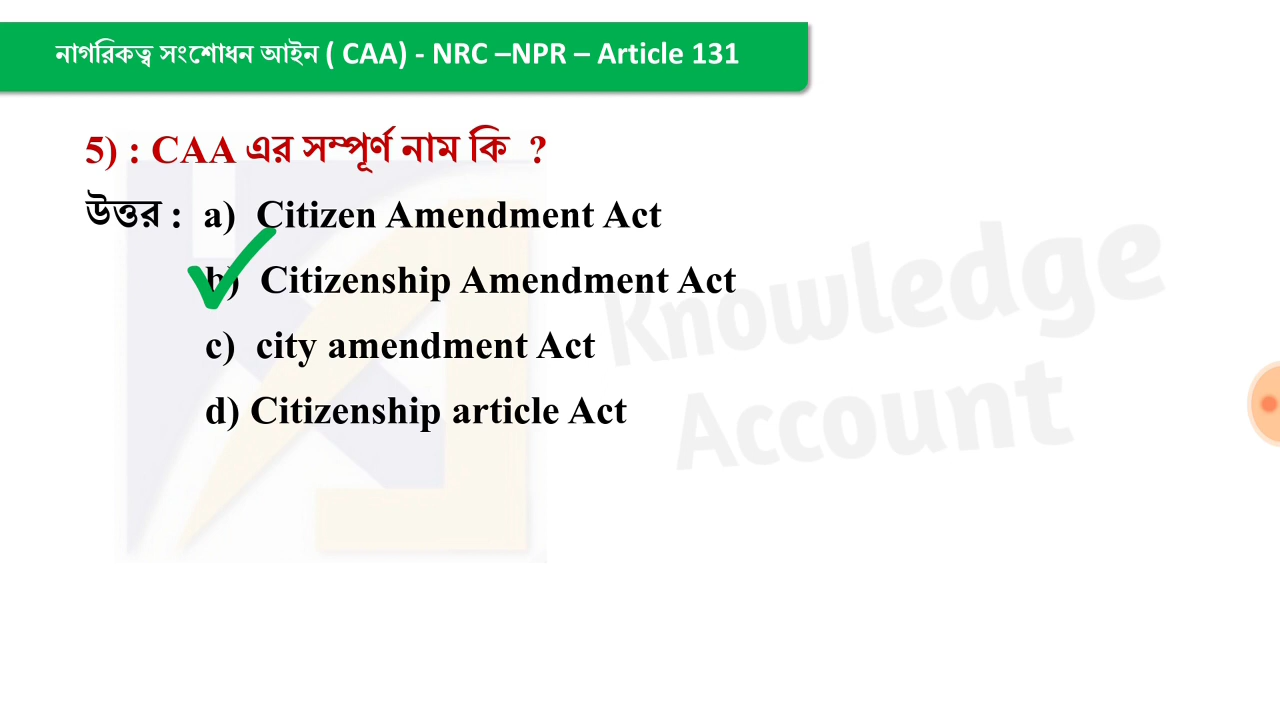 নাগরিকত্ব সংশোধন আইন ( CAA) - NRC –NPR – Article 131
5) : CAA এর সম্পূর্ণ নাম কি ?
উত্তর : a) Citizen Amendment Act
b) Citizenship Amendment Act
c) city amendment Act
d) Citizenship article Act
Knowledge
Account